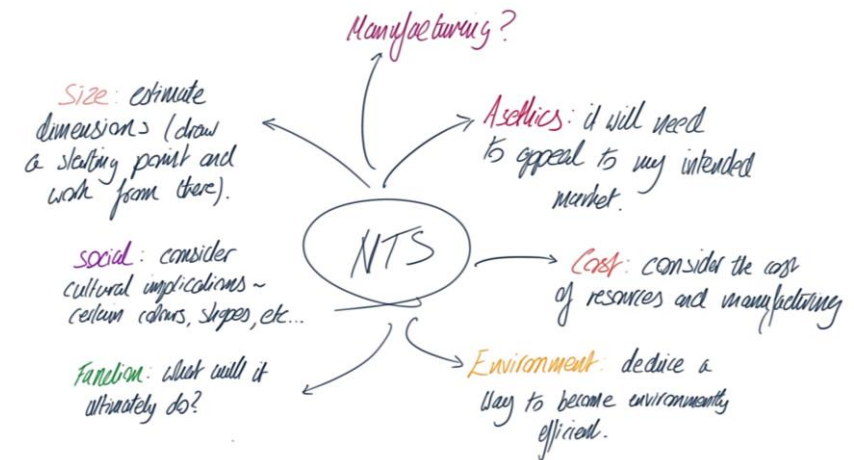 Manufacturing?
Size: estimate
dimensions (draw
a starting point and
work from there).
Asethics: it will need
to appeal to my intended
market.
NTS
social: consider
cultural implications ~
certain colours, shapes, etc...
Cost: consider the cost
of resources and manufacturing
Function: what will it
ultimately do?
Environment: deduce a
way to become environmently
efficient.